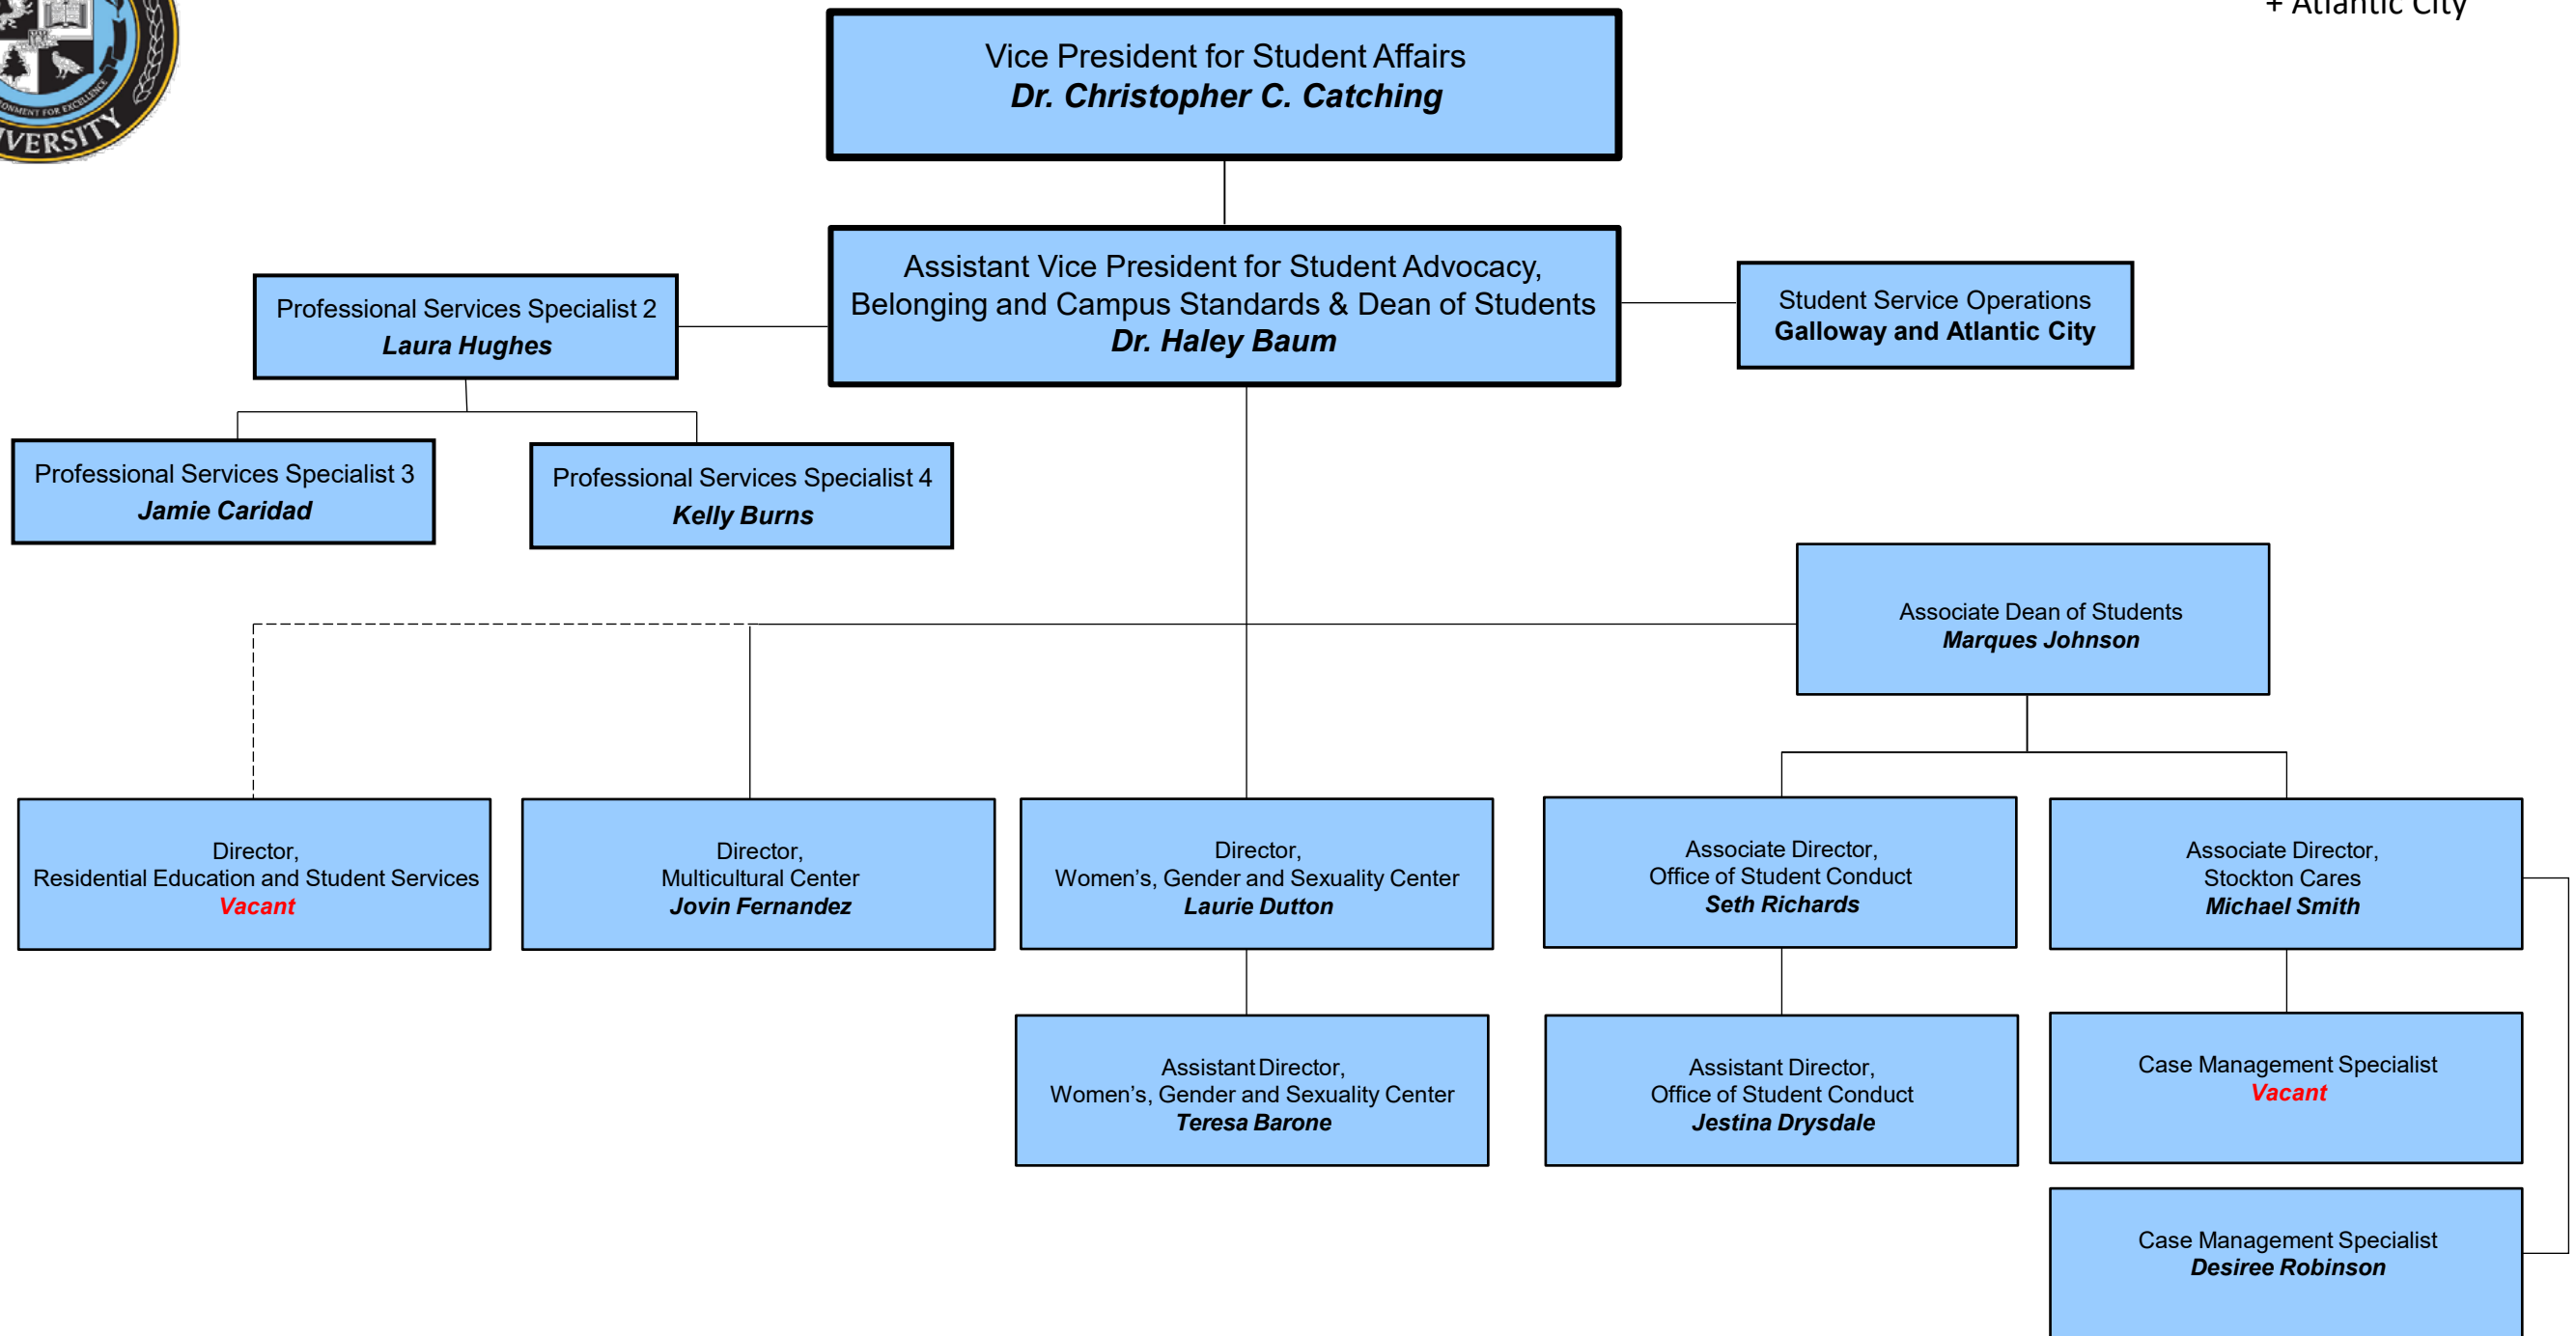 + Atlantic City
ONMENT FOR EXCELLENCE
IVERSITY
Vice President for Student Affairs
Dr. Christopher C. Catching
Assistant Vice President for Student Advocacy,
Belonging and Campus Standards & Dean of Students
Dr. Haley Baum
Professional Services Specialist 2
Laura Hughes
Student Service Operations
Galloway and Atlantic City
Professional Services Specialist 3
Jamie Caridad
Professional Services Specialist 4
Kelly Burns
Associate Dean of Students
Marques Johnson
Director,
Residential Education and Student Services
Vacant
Director,
Multicultural Center
Jovin Fernandez
Director,
Women’s, Gender and Sexuality Center
Laurie Dutton
Associate Director,
Office of Student Conduct
Seth Richards
Associate Director,
Stockton Cares
Michael Smith
Assistant Director,
Women’s, Gender and Sexuality Center
Teresa Barone
Assistant Director,
Office of Student Conduct
Jestina Drysdale
Case Management Specialist
Vacant
Case Management Specialist
Desiree Robinson